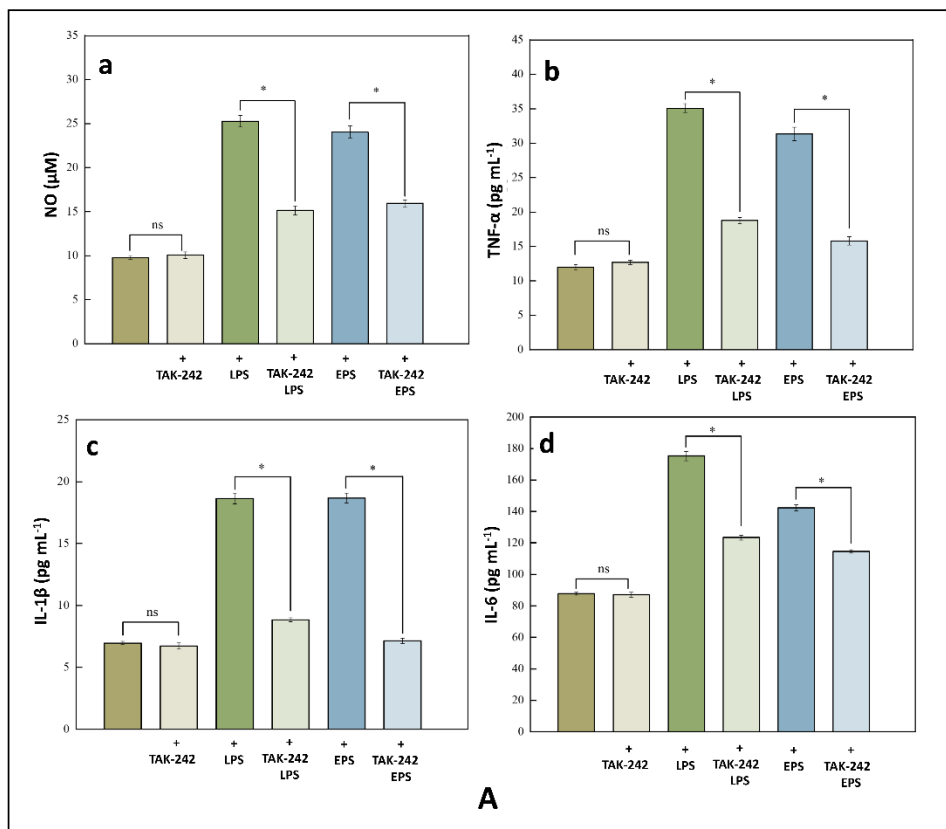 a
NO (µM)
35
30
25
20
15
10
5
0
ns
*
*
+
+
+
+
+
TAK-242
LPS
TAK-242
LPS
EPS
TAK-242
EPS
b
TNF-α (pg mL⁻¹)
45
40
35
30
25
20
15
10
5
0
ns
*
*
+
+
+
+
+
TAK-242
LPS
TAK-242
LPS
EPS
TAK-242
EPS
c
IL-1β (pg mL⁻¹)
25
20
15
10
5
0
ns
*
*
+
+
+
+
+
TAK-242
LPS
TAK-242
LPS
EPS
TAK-242
EPS
d
IL-6 (pg mL⁻¹)
200
180
160
140
120
100
80
60
40
20
0
ns
*
*
+
+
+
+
+
TAK-242
LPS
TAK-242
LPS
EPS
TAK-242
EPS
A